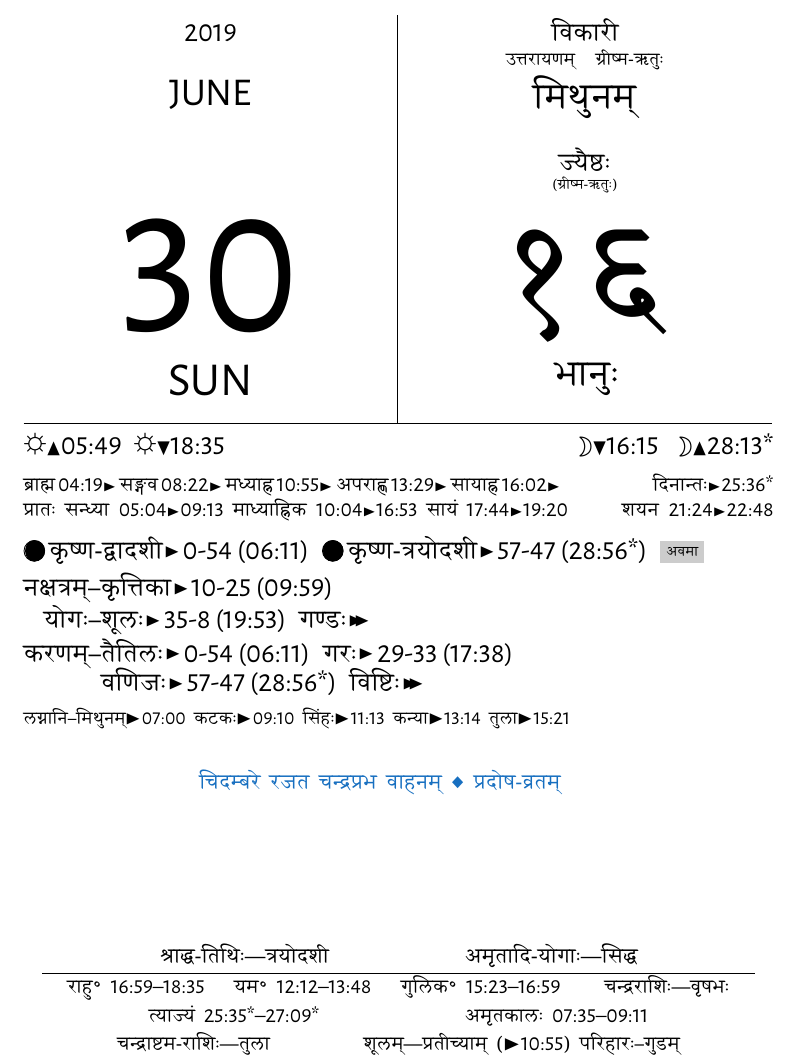 2019
JUNE
30
SUN
विकारी
उत्तरायणम् ग्रीष्म-ऋतुः
मिथुनम्
ज्यैष्ठः
(ग्रीष्म-ऋतुः)
१६
भानुः
☼▲05:49 ☼▼18:35 ☽▼16:15 ☽▲28:13*
ब्राह्म 04:19► सङ्गव 08:22► मध्याह्न 10:55► अपराह्ण 13:29► सायाह्न 16:02► दिनान्तः►25:36*
प्रातः सन्ध्या 05:04►09:13 माध्याह्निक 10:04►16:53 सायं 17:44►19:20 शयन 21:24►22:48
कृष्ण-द्वादशी►0-54 (06:11) कृष्ण-त्रयोदशी►57-47 (28:56*) अवमा
नक्षत्रम्–कृत्तिका►10-25 (09:59)
योगः–शूलः►35-8 (19:53) गण्डः►►
करणम्–तैतिलः►0-54 (06:11) गरः►29-33 (17:38)
वणिजः►57-47 (28:56*) विष्टिः►►
लग्नानि–मिथुनम्►07:00 कटकः►09:10 सिंहः►11:13 कन्या►13:14 तुला►15:21
चिदम्बरे रजत चन्द्रप्रभ वाहनम् ◆ प्रदोष-व्रतम्
श्राद्ध-तिथिः—त्रयोदशी अमृतादि-योगाः—सिद्ध
राहु° 16:59–18:35 यम° 12:12–13:48 गुलिक° 15:23–16:59 चन्द्रराशिः—वृषभः
त्याज्यं 25:35*–27:09* अमृतकालः 07:35–09:11
चन्द्राष्टम-राशिः—तुला शूलम्—प्रतीच्याम् (►10:55) परिहारः–गुडम्